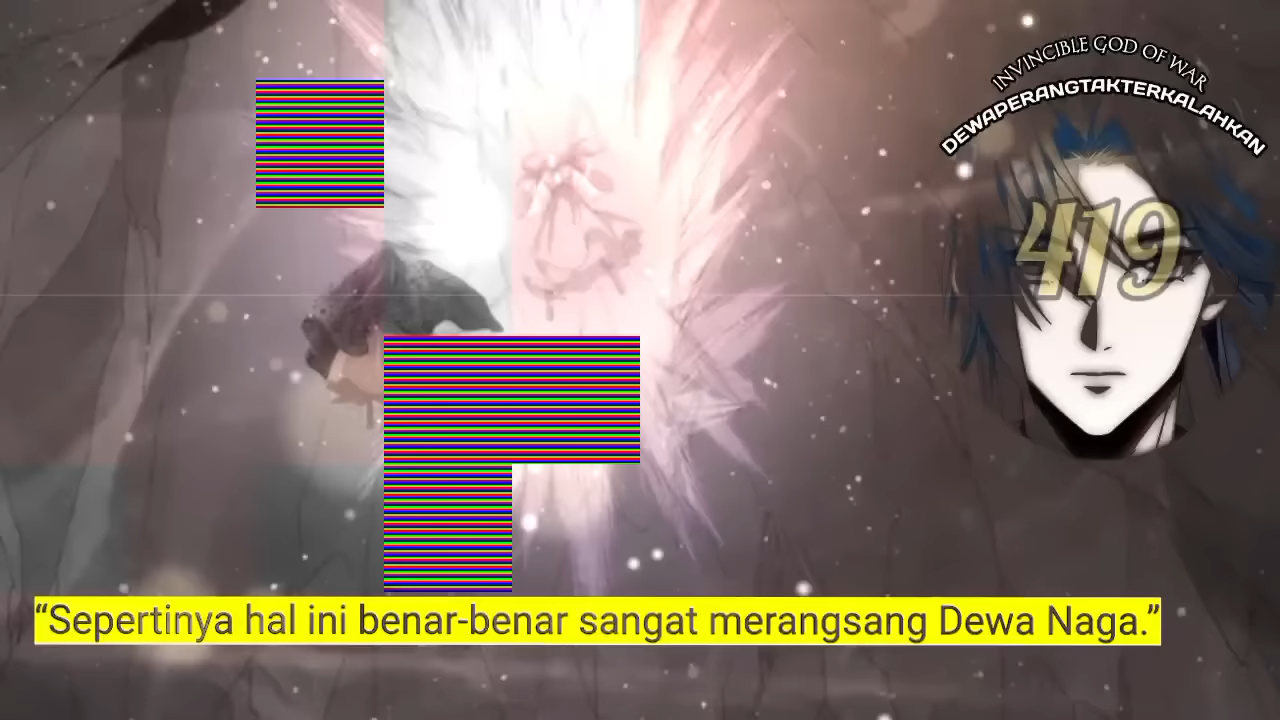 INVINCIBLE GOD OF WAR
DEWAPERANGTAKTERKALAHKAN
419
“Sepertinya hal ini benar-benar sangat merangsang Dewa Naga.”